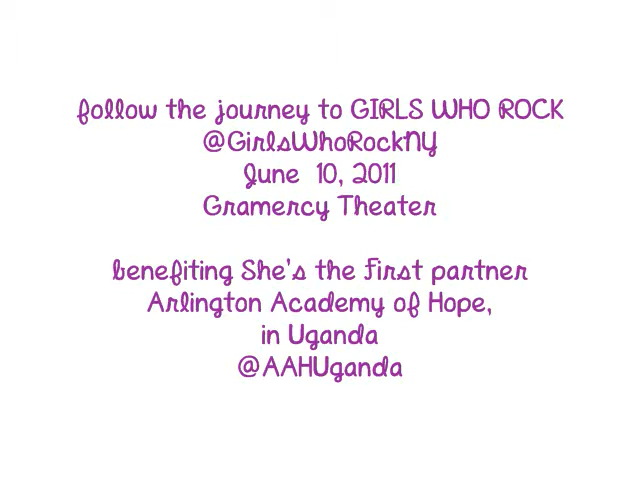 follow the journey to GIRLS WHO ROCK
@GirlsWhoRockNY
June 10, 2011
Gramercy Theater
benefiting She's the First partner
Arlington Academy of Hope,
in Uganda
@AAHUganda